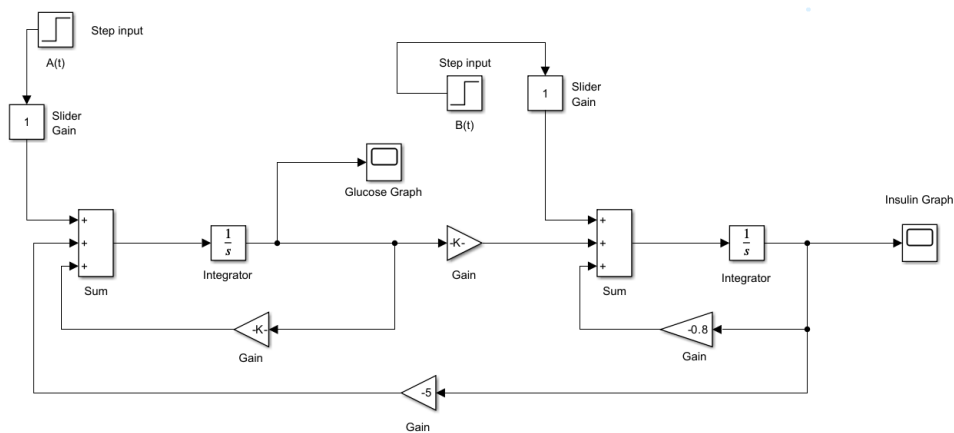 Step input
A(t)
1
Slider
Gain
Step input
B(t)
1
Slider
Gain
Glucose Graph
Insulin Graph
+
+
+
Sum
1
s
Integrator
-K-
Gain
+
+
+
Sum
1
s
Integrator
-K-
Gain
-0.8
Gain
-5
Gain